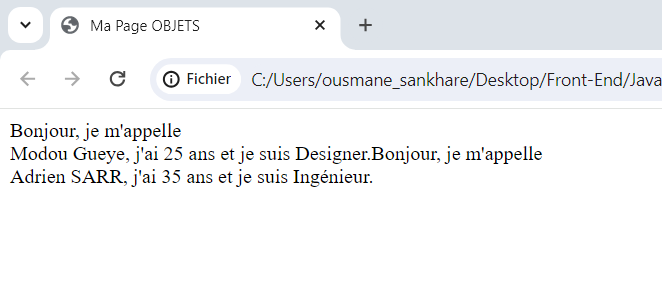 Ma Page OBJETS
Fichier C:/Users/ousmane_sankhare/Desktop/Front-End/Java
Bonjour, je m'appelle
Modou Gueye, j'ai 25 ans et je suis Designer.Bonjour, je m'appelle
Adrien SARR, j'ai 35 ans et je suis Ingénieur.